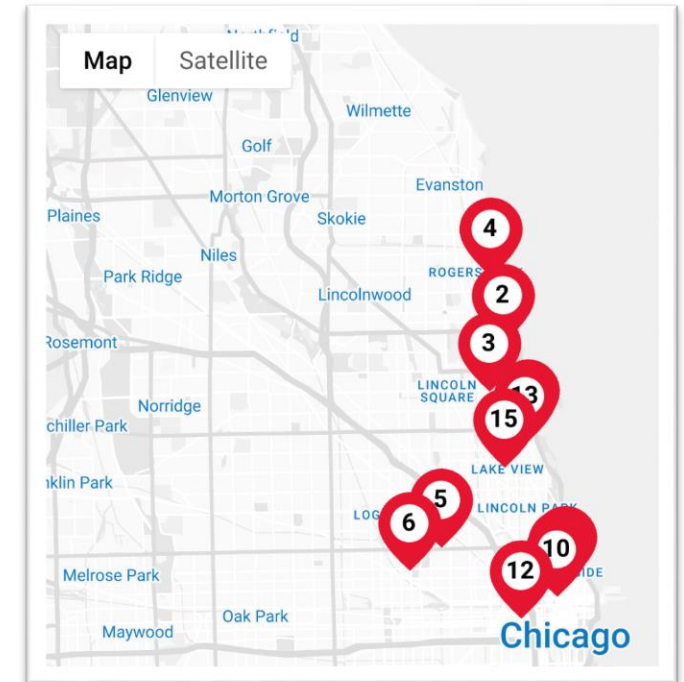 Map Satellite
Glenview
Wilmette
Golf
Evanston
Morton Grove
Plaines
Skokie
4
Niles
ROGERS
Park Ridge
Lincolnwood
2
Rosemont
3
LINCOLN
SQUARE
13
Norridge
15
chiller Park
LAKE VIEW
nklin Park
5
LINCOLN
LOG
6
10
12
IDE
Melrose Park
Oak Park
Maywood
Chicago